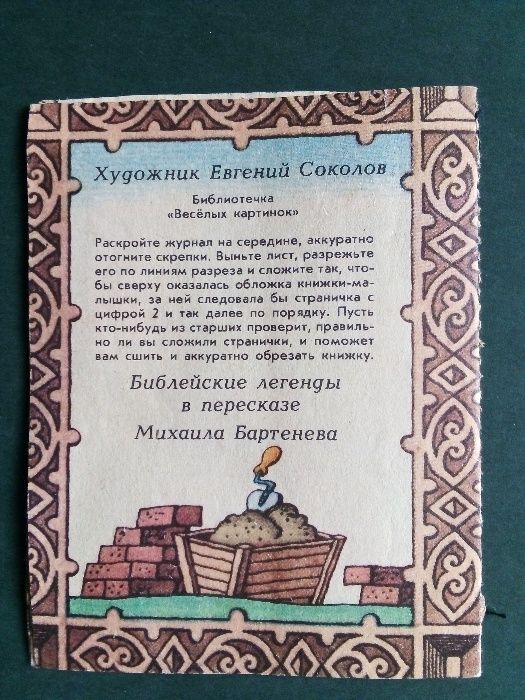 Художник Евгений Соколов
Библиотечка
«Весёлых картинок»
Раскройте журнал на середине, аккуратно
отогните скрепки. Выньте лист, разрежьте
его по линиям разреза и сложите так, что-
бы сверху оказалась обложка книжки-ма-
лышки, за ней следовала бы страничка с
цифрой 2 и так далее по порядку. Пусть
кто-нибудь из старших проверит, правиль-
но ли вы сложили странички, и поможет
вам сшить и аккуратно обрезать книжку.
Библейские легенды
в пересказе
Михаила Бартенева